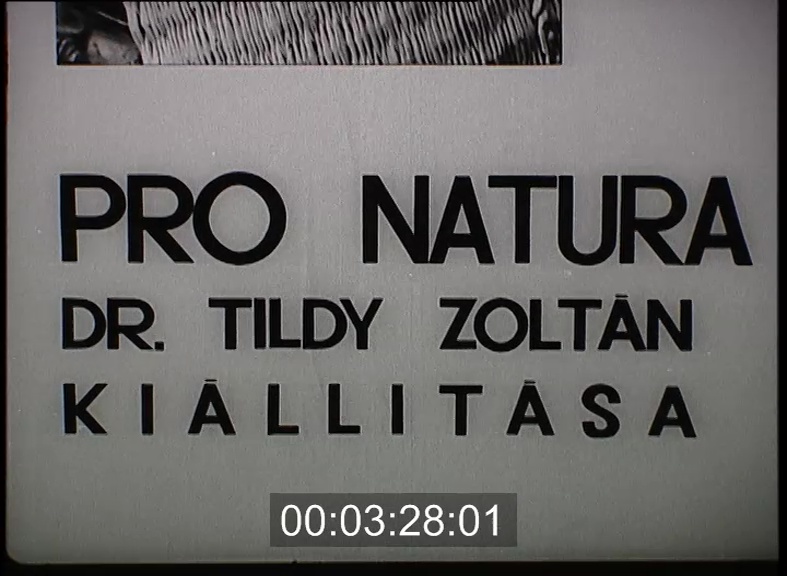 PRO NATURA
DR. TILDY ZOLTÁN
KIÁLLITÁSA
00:03:28:01